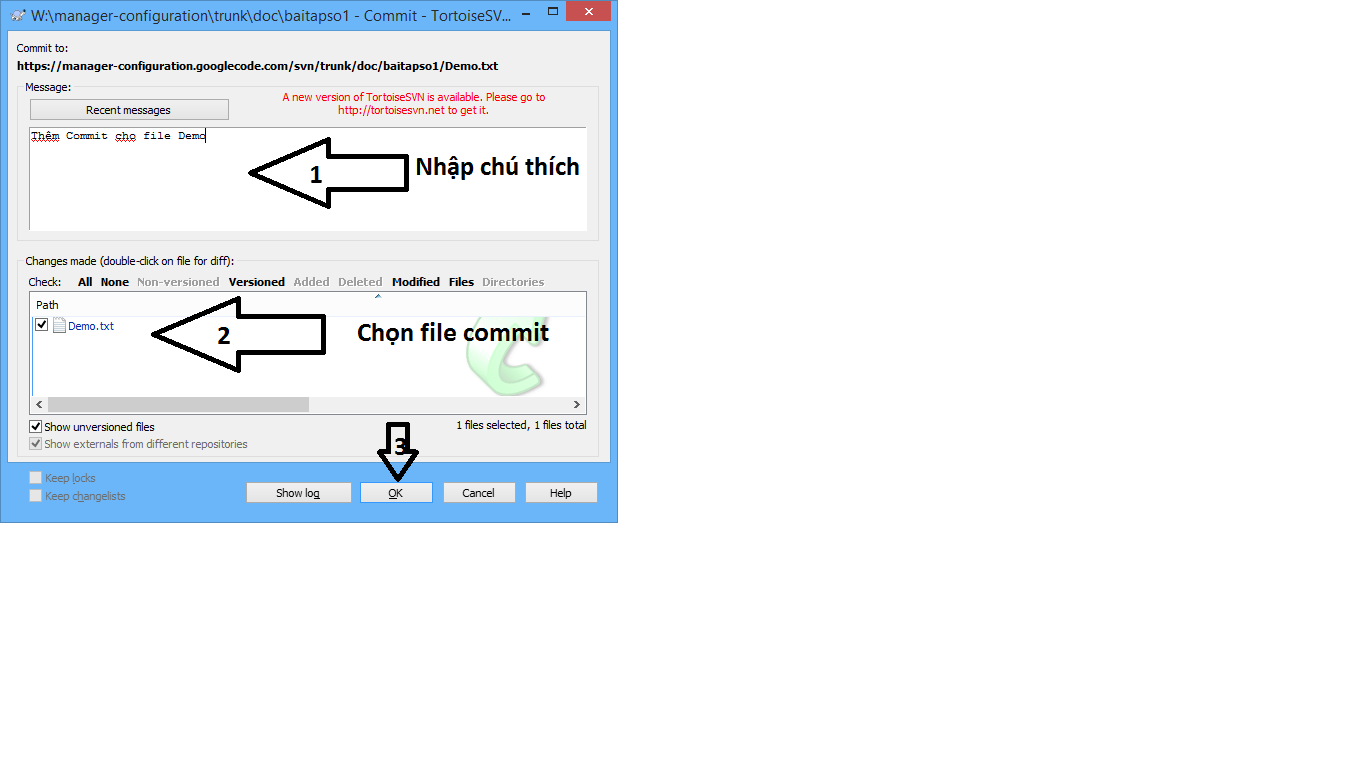 W:\manager-configuration\trunk\doc\baitapso1 - Commit - TortoiseSV...
Commit to:
https://manager-configuration.googlecode.com/svn/trunk/doc/baitapso1/Demo.txt
Message:
Recent messages
A new version of TortoiseSVN is available. Please go to
http://tortoisesvn.net to get it.
Thêm Commit cho file Demo
1
Nhập chú thích
Changes made (double-click on file for diff):
Check: All None Non-versioned Versioned Added Deleted Modified Files Directories
Path
Demo.txt
2
Chọn file commit
Show unversioned files
1 files selected, 1 files total
Show externals from different repositories
3
Keep locks
Keep changelists
Show log
OK
Cancel
Help